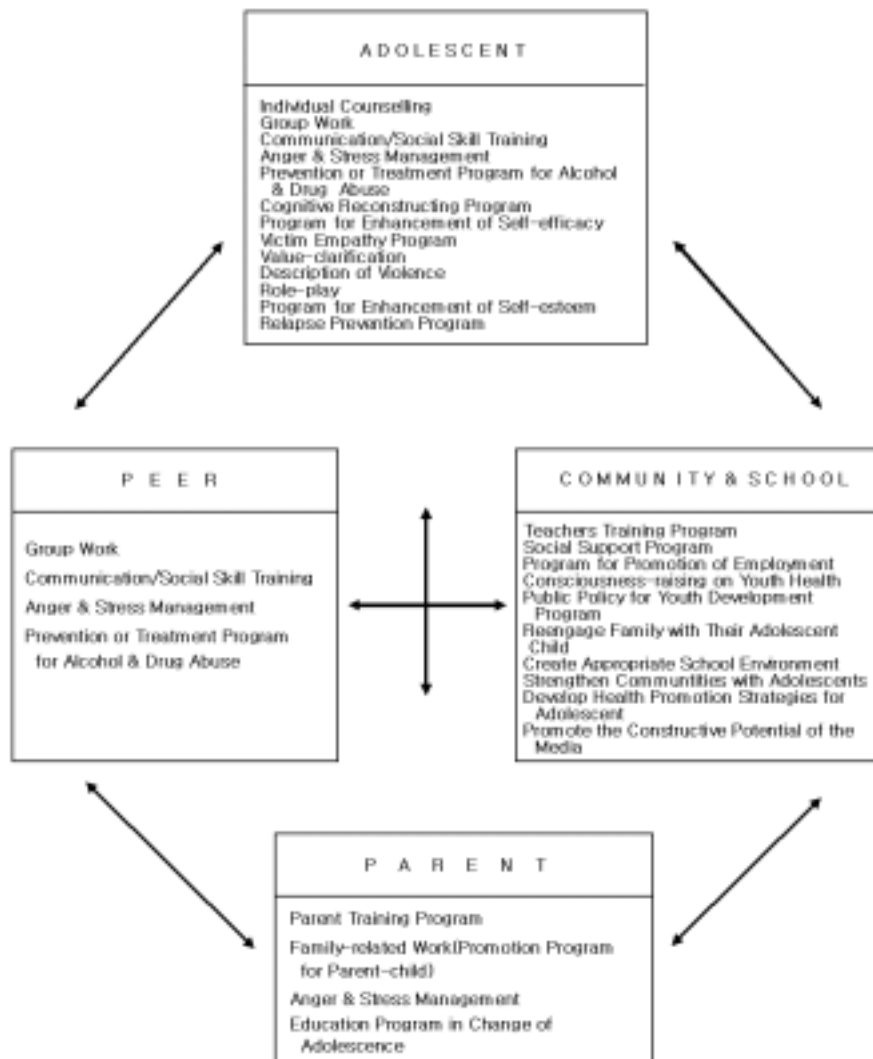 ADOLESCENT
Individual Counselling
Group Work
Communication/Social Skill Training
Anger & Stress Management
Prevention or Treatment Program for Alcohol
& Drug Abuse
Cognitive Reconstructing Program
Program for Enhancement of Self-efficacy
Victim Empathy Program
Value-clarification
Description of Violence
Role-play
Program for Enhancement of Self-esteem
Relapse Prevention Program
PEER
Group Work
Communication/Social Skill Training
Anger & Stress Management
Prevention or Treatment Program
for Alcohol & Drug Abuse
COMMUNITY & SCHOOL
Teachers Training Program
Social Support Program
Program for Promotion of Employment
Consciousness-raising on Youth Health
Public Policy for Youth Development
Program
Reengage Family with Their Adolescent
Child
Create Appropriate School Environment
Strengthen Communtities with Adolescents
Develop Health Promotion Strategies for
Adolescent
Promote the Constructive Potential of the
Media
PARENT
Parent Training Program
Family-related Work(Promotion Program
for Parent-child)
Anger & Stress Management
Education Program in Change of
Adolescence